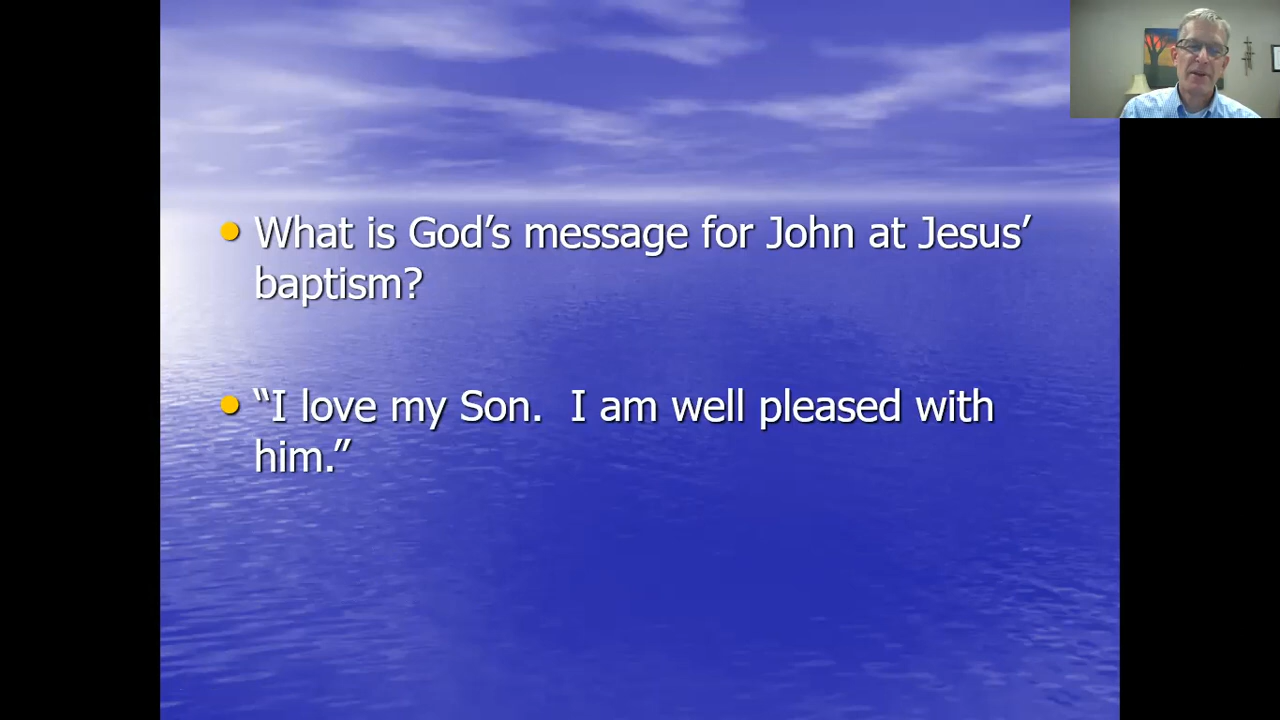 What is God’s message for John at Jesus’
baptism?
“I love my Son.  I am well pleased with
him.”